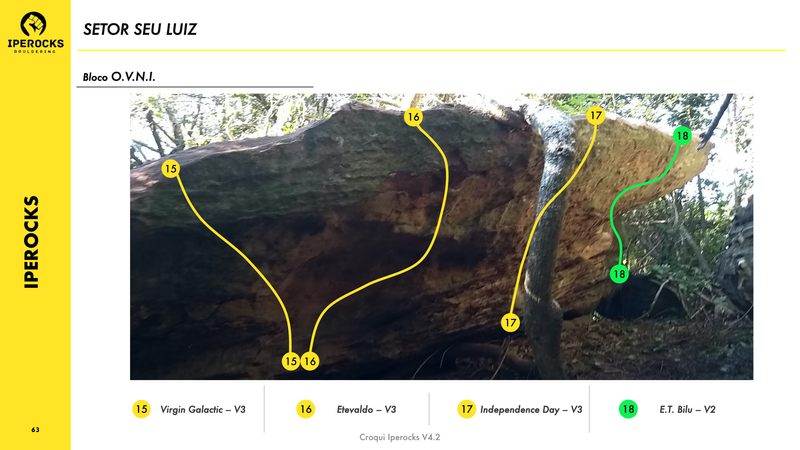 IPEROCKS
BOULDERING
SETOR SEU LUIZ
Bloco O.V.N.I.
IPEROCKS
15
16
17
18
18
17
15 16
15 Virgin Galactic – V3
16 Etevaldo – V3
17 Independence Day – V3
18 E.T. Bilu – V2
63
Croqui Iperocks V4.2